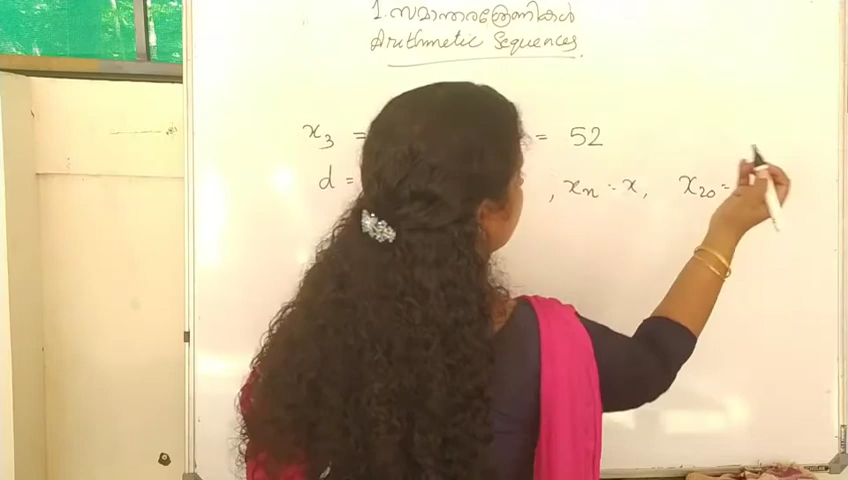 1. സമാന്തരശ്രേണികൾ
Arithmetic Sequences
x₃ = = 52
d = , xₙ = x, x₂₀ =